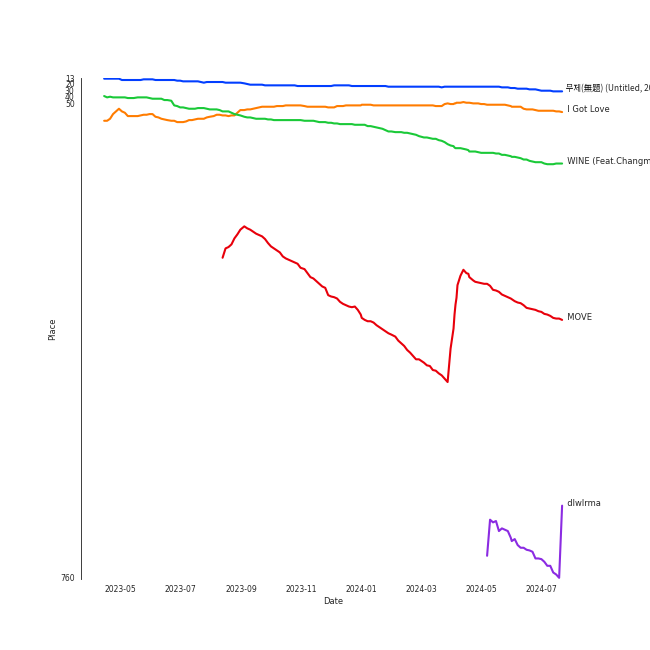 13
20
30
40
50
무제(無題) (Untitled, 20
I Got Love
WINE (Feat.Changm
MOVE
Place
dlwlrma
760
2023-05 2023-07 2023-09 2023-11 2024-01 2024-03 2024-05 2024-07
Date